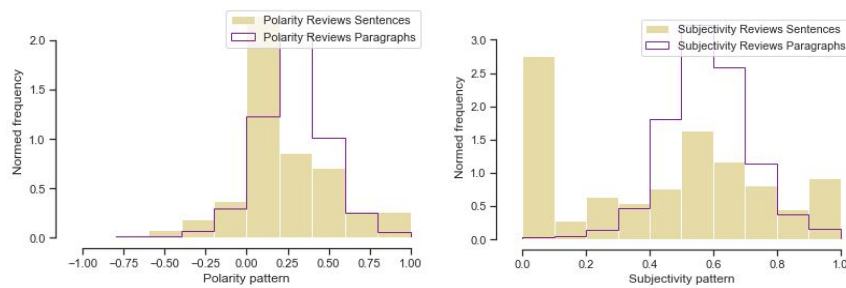 Polarity Reviews Sentences
Polarity Reviews Paragraphs
2.0
1.5
1.0
0.5
0.0
Normed frequency
−1.00 −0.75 −0.50 −0.25 0.00 0.25 0.50 0.75 1.00
Polarity pattern
Subjectivity Reviews Sentences
Subjectivity Reviews Paragraphs
3.0
2.5
2.0
1.5
1.0
0.5
0.0
Normed frequency
0.0 0.2 0.4 0.6 0.8 1.0
Subjectivity pattern